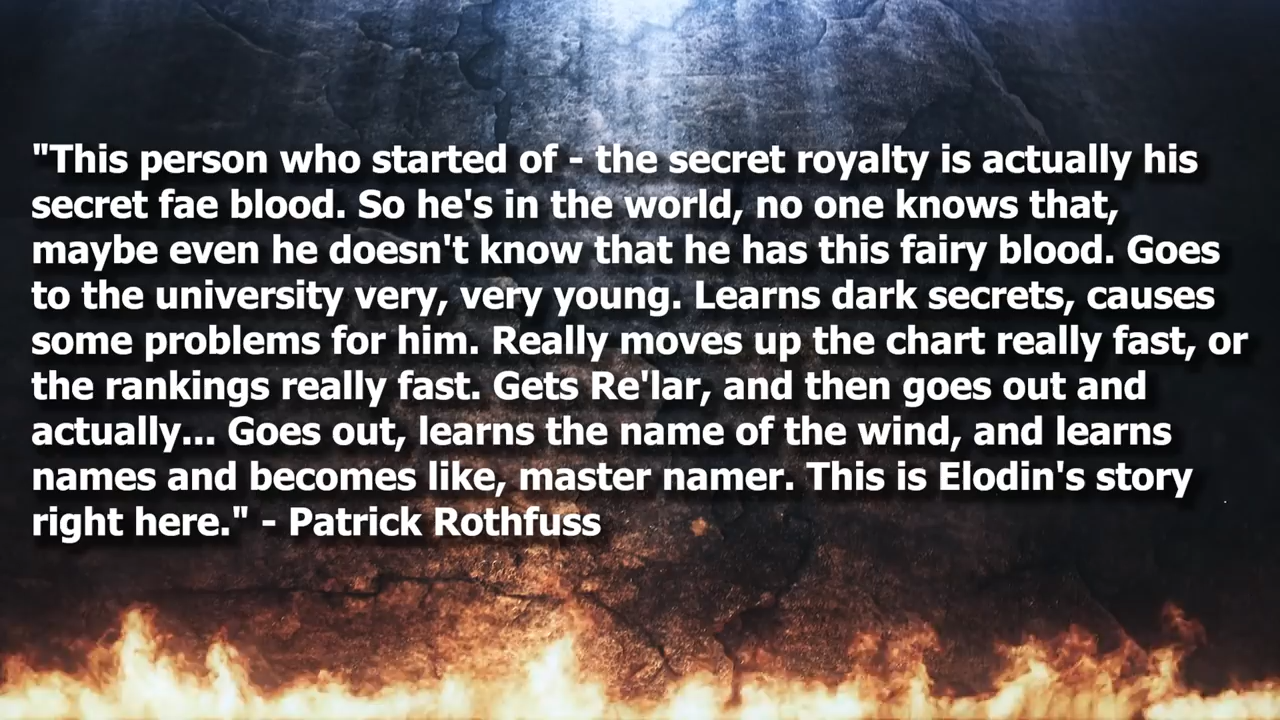 "This person who started of - the secret royalty is actually his
secret fae blood. So he's in the world, no one knows that,
maybe even he doesn't know that he has this fairy blood. Goes
to the university very, very young. Learns dark secrets, causes
some problems for him. Really moves up the chart really fast, or
the rankings really fast. Gets Re'lar, and then goes out and
actually... Goes out, learns the name of the wind, and learns
names and becomes like, master namer. This is Elodin's story
right here." - Patrick Rothfuss